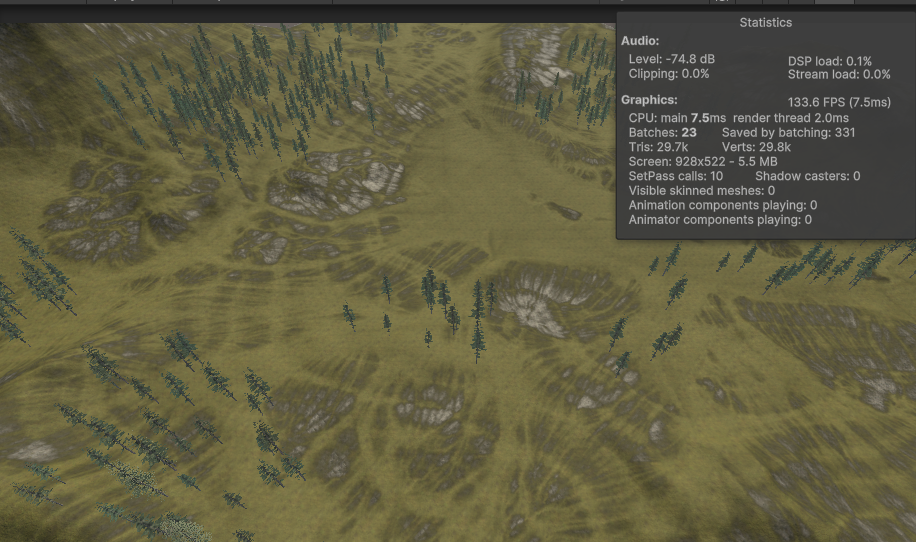 Statistics
Audio:
Level: -74.8 dB DSP load: 0.1%
Clipping: 0.0% Stream load: 0.0%
Graphics: 133.6 FPS (7.5ms)
CPU: main 7.5ms render thread 2.0ms
Batches: 23 Saved by batching: 331
Tris: 29.7k Verts: 29.8k
Screen: 928x522 - 5.5 MB
SetPass calls: 10 Shadow casters: 0
Visible skinned meshes: 0
Animation components playing: 0
Animator components playing: 0